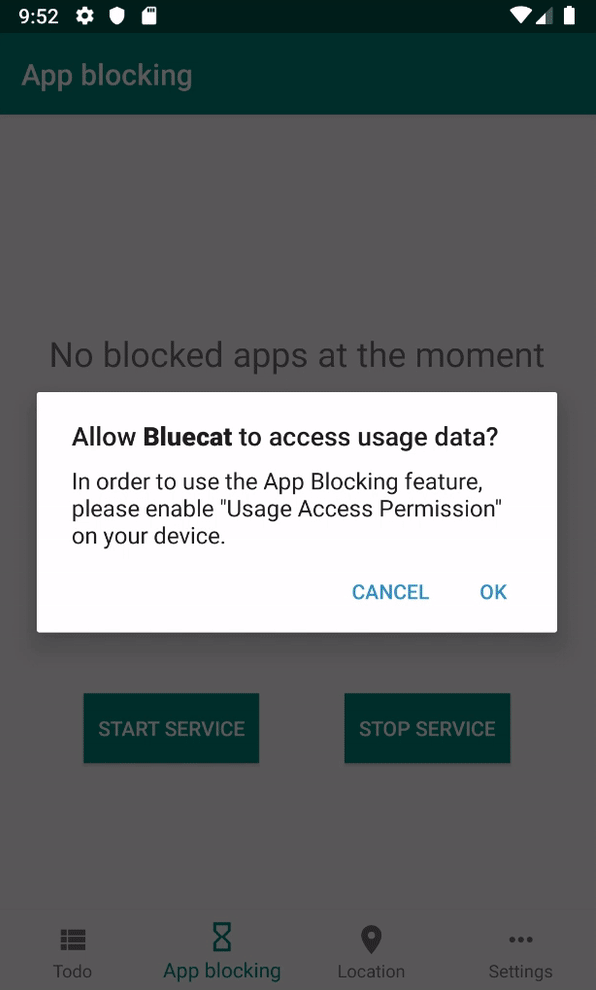 9:52
App blocking
No blocked apps at the moment
Allow Bluecat to access usage data?
In order to use the App Blocking feature,
please enable "Usage Access Permission"
on your device.
CANCEL OK
START SERVICE STOP SERVICE
Todo App blocking Location Settings